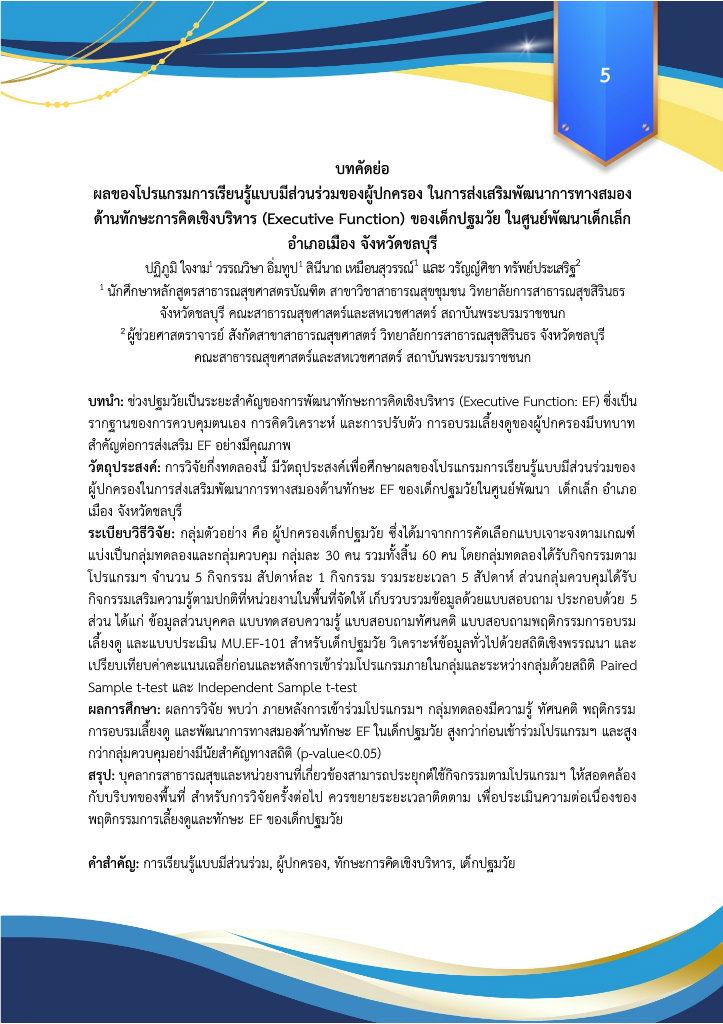 5
บทคัดย่อ
ผลของโปรแกรมการเรียนรู้แบบมีส่วนร่วมของผู้ปกครอง ในการส่งเสริมพัฒนาการทางสมอง
ด้านทักษะการคิดเชิงบริหาร (Executive Function) ของเด็กปฐมวัย ในศูนย์พัฒนาเด็กเล็ก
อำเภอเมือง จังหวัดชลบุรี
ปฏิภูมิ ใจงาม¹ วรรณวิษา อิ่มทูป¹ สินีนาถ เหมือนสุวรรณ์¹ และ วรัญญ์ศิชา ทรัพย์ประเสริฐ²
¹ นักศึกษาหลักสูตรสาธารณสุขศาสตรบัณฑิต สาขาวิชาสาธารณสุขชุมชน วิทยาลัยการสาธารณสุขสิรินธร
จังหวัดชลบุรี คณะสาธารณสุขศาสตร์และสหเวชศาสตร์ สถาบันพระบรมราชชนก
² ผู้ช่วยศาสตราจารย์ สังกัดสาขาสาธารณสุขศาสตร์ วิทยาลัยการสาธารณสุขสิรินธร จังหวัดชลบุรี
คณะสาธารณสุขศาสตร์และสหเวชศาสตร์ สถาบันพระบรมราชชนก
บทนำ: ช่วงปฐมวัยเป็นระยะสำคัญของการพัฒนาทักษะการคิดเชิงบริหาร (Executive Function: EF) ซึ่งเป็น
รากฐานของการควบคุมตนเอง การคิดวิเคราะห์ และการปรับตัว การอบรมเลี้ยงดูของผู้ปกครองมีบทบาท
สำคัญต่อการส่งเสริม EF อย่างมีคุณภาพ
วัตถุประสงค์: การวิจัยกึ่งทดลองนี้ มีวัตถุประสงค์เพื่อศึกษาผลของโปรแกรมการเรียนรู้แบบมีส่วนร่วมของ
ผู้ปกครองในการส่งเสริมพัฒนาการทางสมองด้านทักษะ EF ของเด็กปฐมวัยในศูนย์พัฒนา เด็กเล็ก อำเภอ
เมือง จังหวัดชลบุรี
ระเบียบวิธีวิจัย: กลุ่มตัวอย่าง คือ ผู้ปกครองเด็กปฐมวัย ซึ่งได้มาจากการคัดเลือกแบบเจาะจงตามเกณฑ์
แบ่งเป็นกลุ่มทดลองและกลุ่มควบคุม กลุ่มละ 30 คน รวมทั้งสิ้น 60 คน โดยกลุ่มทดลองได้รับกิจกรรมตาม
โปรแกรมฯ จำนวน 5 กิจกรรม สัปดาห์ละ 1 กิจกรรม รวมระยะเวลา 5 สัปดาห์ ส่วนกลุ่มควบคุมได้รับ
กิจกรรมเสริมความรู้ตามปกติที่หน่วยงานในพื้นที่จัดให้ เก็บรวบรวมข้อมูลด้วยแบบสอบถาม ประกอบด้วย 5
ส่วน ได้แก่ ข้อมูลส่วนบุคคล แบบทดสอบความรู้ แบบสอบถามทัศนคติ แบบสอบถามพฤติกรรมการอบรม
เลี้ยงดู และแบบประเมิน MU.EF-101 สำหรับเด็กปฐมวัย วิเคราะห์ข้อมูลทั่วไปด้วยสถิติเชิงพรรณนา และ
เปรียบเทียบค่าคะแนนเฉลี่ยก่อนและหลังการเข้าร่วมโปรแกรมภายในกลุ่มและระหว่างกลุ่มด้วยสถิติ Paired
Sample t-test และ Independent Sample t-test
ผลการศึกษา: ผลการวิจัย พบว่า ภายหลังการเข้าร่วมโปรแกรมฯ กลุ่มทดลองมีความรู้ ทัศนคติ พฤติกรรม
การอบรมเลี้ยงดู และพัฒนาการทางสมองด้านทักษะ EF ในเด็กปฐมวัย สูงกว่าก่อนเข้าร่วมโปรแกรมฯ และสูง
กว่ากลุ่มควบคุมอย่างมีนัยสำคัญทางสถิติ (p-value<0.05)
สรุป: บุคลากรสาธารณสุขและหน่วยงานที่เกี่ยวข้องสามารถประยุกต์ใช้กิจกรรมตามโปรแกรมฯ ให้สอดคล้อง
กับบริบทของพื้นที่ สำหรับการวิจัยครั้งต่อไป ควรขยายระยะเวลาติดตาม เพื่อประเมินความต่อเนื่องของ
พฤติกรรมการเลี้ยงดูและทักษะ EF ของเด็กปฐมวัย
คำสำคัญ: การเรียนรู้แบบมีส่วนร่วม, ผู้ปกครอง, ทักษะการคิดเชิงบริหาร, เด็กปฐมวัย